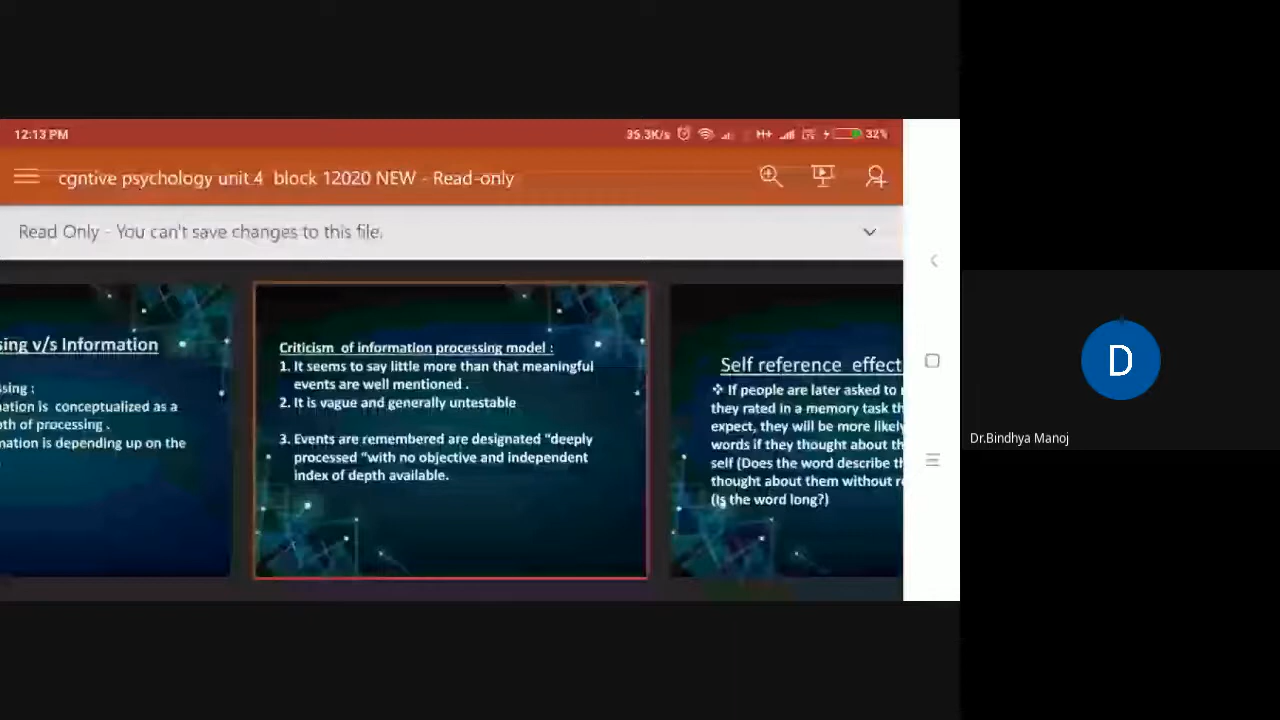 12:13 PM
35.3K/s
H+
32%
cgntive psychology unit 4 block 12020 NEW - Read-only
Read Only - You can't save changes to this file.
sing v/s Information
sing :
ation is conceptualized as a
th of processing .
mation is depending up on the
Criticism of information processing model :
1. It seems to say little more than that meaningful
events are well mentioned .
2. It is vague and generally untestable
3. Events are remembered are designated "deeply
processed "with no objective and independent
index of depth available.
Self reference effect
❖ If people are later asked to
they rated in a memory task th
expect, they will be more likely
words if they thought about th
self (Does the word describe th
thought about them without r
(Is the word long?)
D
Dr.Bindhya Manoj